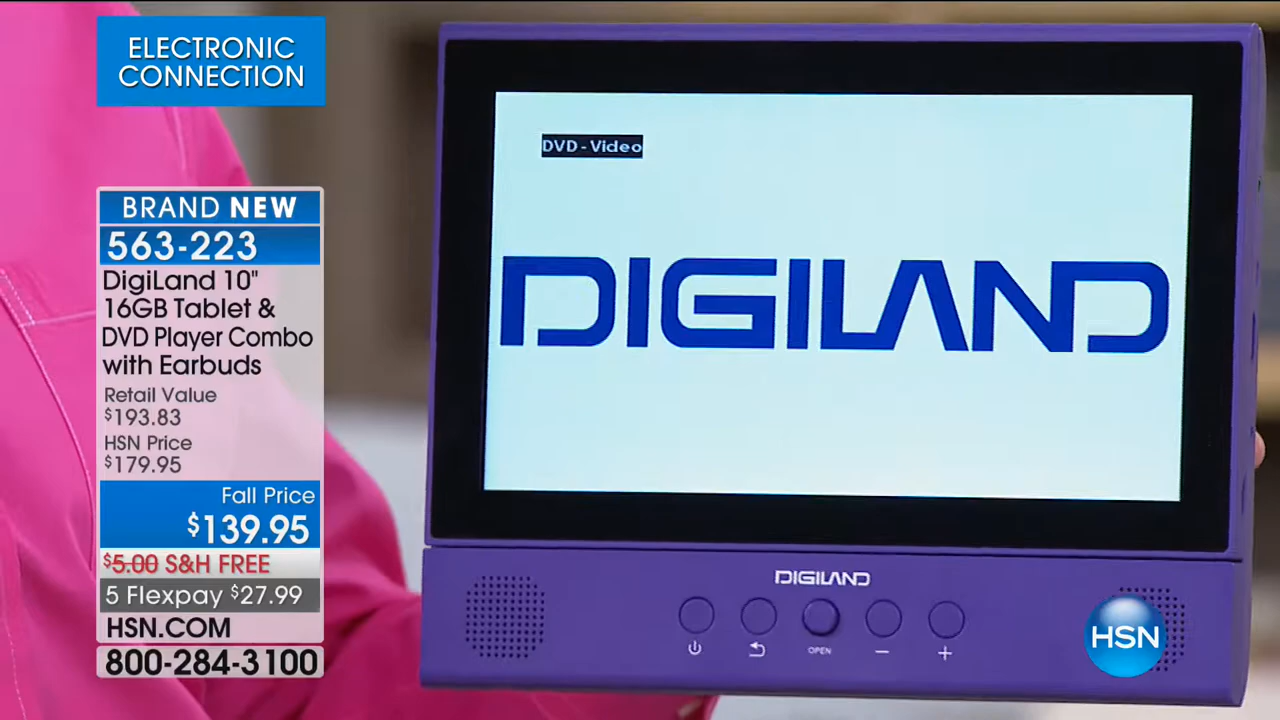 ELECTRONIC
CONNECTION
BRAND NEW
563-223
DigiLand 10"
16GB Tablet &
DVD Player Combo
with Earbuds
Retail Value
$193.83
HSN Price
$179.95
Fall Price
$139.95
$5.00 S&H FREE
5 Flexpay $27.99
HSN.COM
800-284-3100
DVD-Video
DIGILAND
DIGILAND
OPEN
HSN